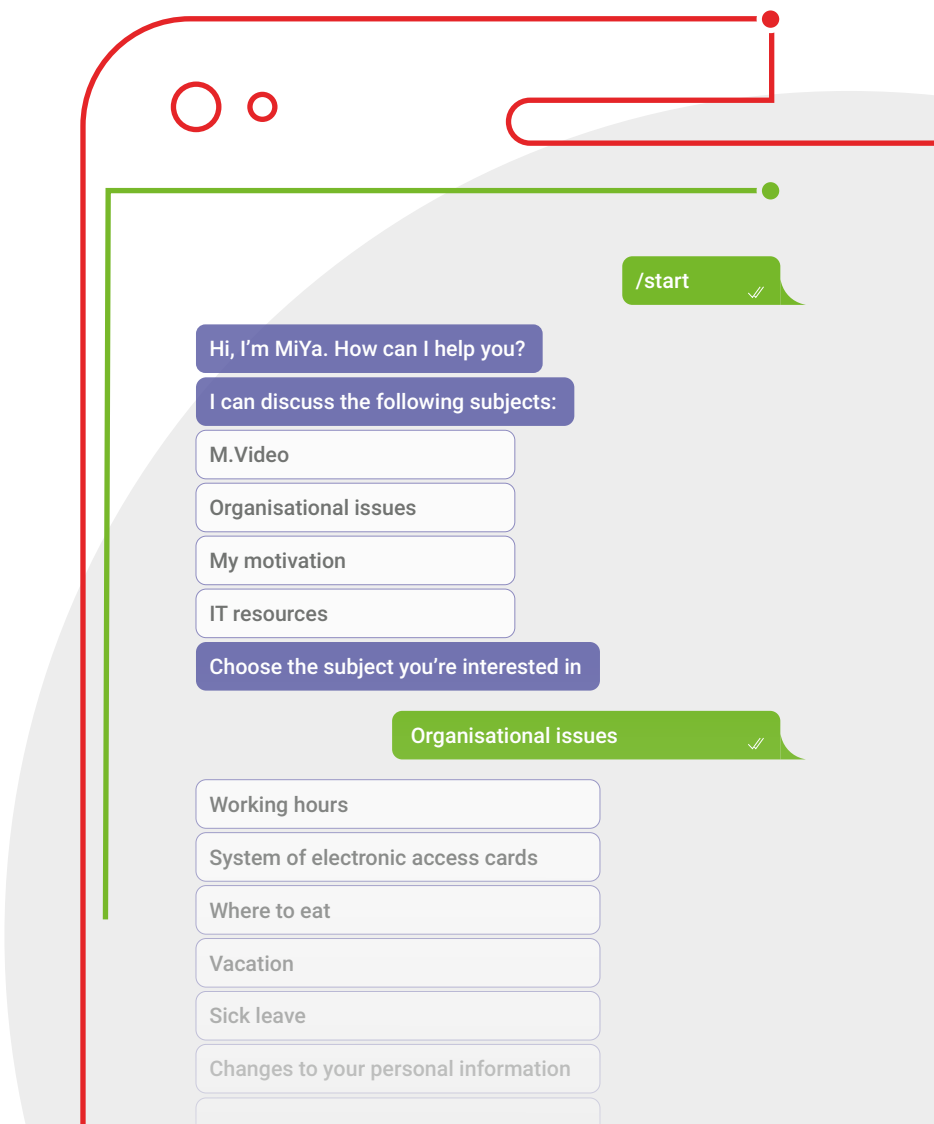 /start
Hi, I’m MiYa. How can I help you?
I can discuss the following subjects:
M.Video
Organisational issues
My motivation
IT resources
Choose the subject you’re interested in
Organisational issues
Working hours
System of electronic access cards
Where to eat
Vacation
Sick leave
Changes to your personal information